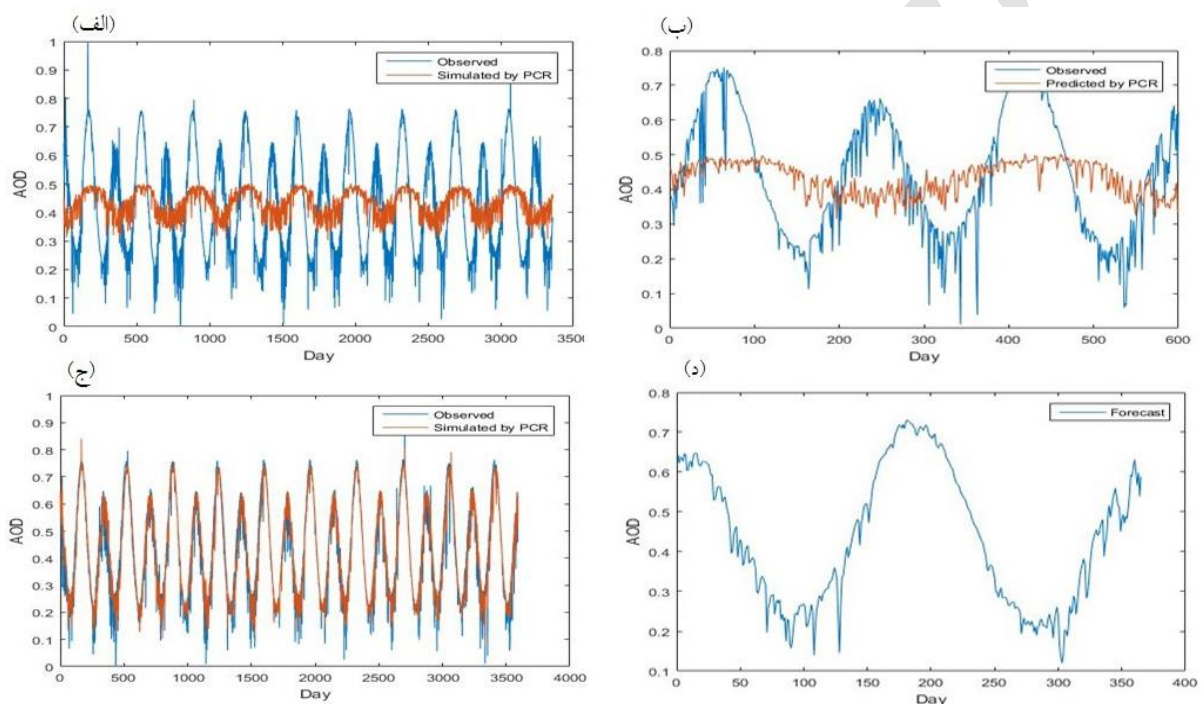 (الف)
1
0.9
0.8
0.7
0.6
0.5
0.4
0.3
0.2
0.1
0
AOD
Observed
Simulated by PCR
0 500 1000 1500 2000 2500 3000 3500
Day
(ب)
0.8
0.7
0.6
0.5
0.4
0.3
0.2
0.1
0
AOD
Observed
Predicted by PCR
0 100 200 300 400 500 600
Day
(ج)
1
0.9
0.8
0.7
0.6
0.5
0.4
0.3
0.2
0.1
0
AOD
Observed
Simulated by PCR
0 500 1000 1500 2000 2500 3000 3500 4000
Day
(د)
0.8
0.7
0.6
0.5
0.4
0.3
0.2
0.1
AOD
Forecast
0 50 100 150 200 250 300 350 400
Day